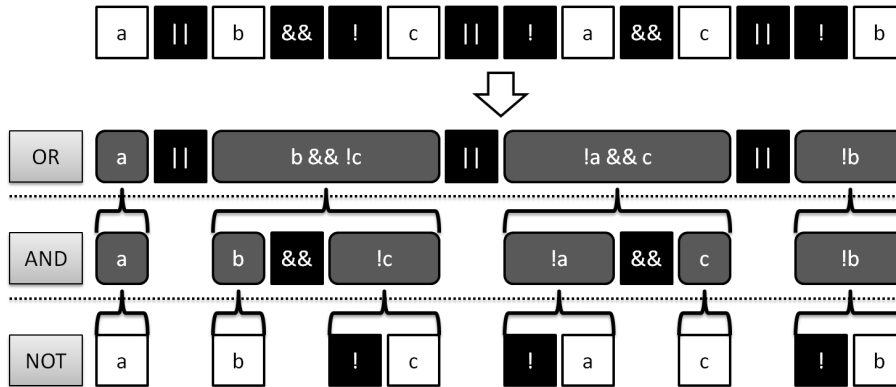 a || b && ! c || ! a && c || ! b
OR a || b && !c || !a && c || !b
AND a b && !c !a && c !b
NOT a b ! c ! a c ! b